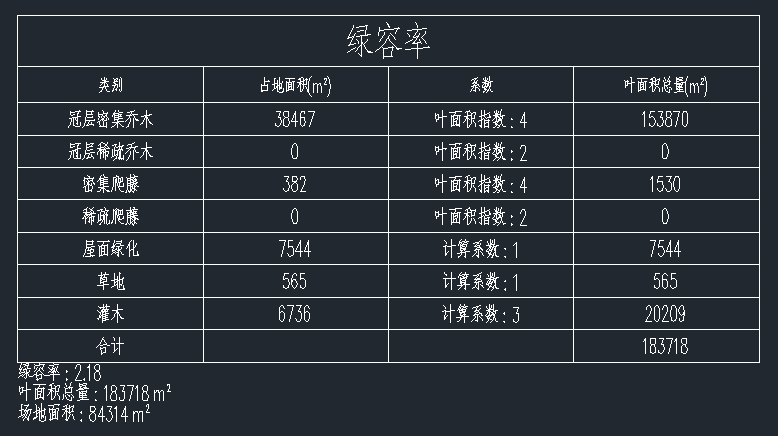 绿容率
类别 占地面积(m²) 系数 叶面积总量(m²)
冠层密集乔木 38467 叶面积指数：4 153870
冠层稀疏乔木 0 叶面积指数：2 0
密集爬藤 382 叶面积指数：4 1530
稀疏爬藤 0 叶面积指数：2 0
屋面绿化 7544 计算系数：1 7544
草地 565 计算系数：1 565
灌木 6736 计算系数：3 20209
合计 183718
绿容率：2.18
叶面积总量：183718 m²
场地面积：84314 m²